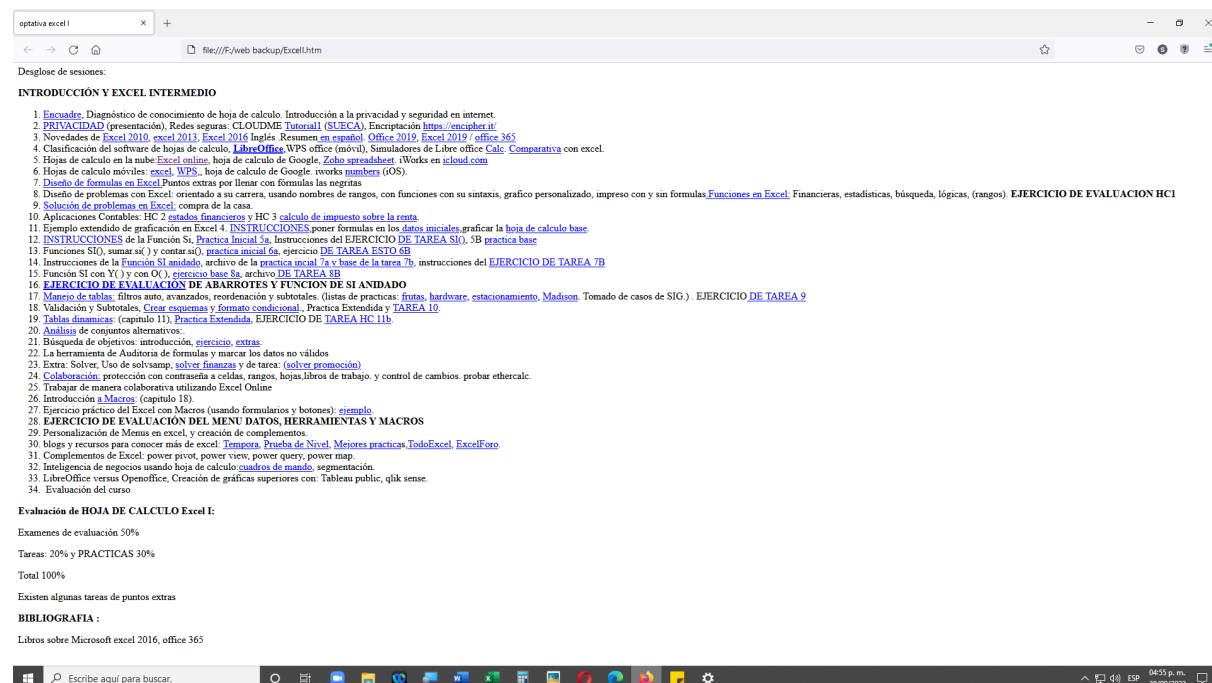 optativa excel I
file:///F:/web backup/ExcelI.htm
Desglose de sesiones:
INTRODUCCIÓN Y EXCEL INTERMEDIO
1. Encuadre, Diagnóstico de conocimiento de hoja de calculo. Introducción a la privacidad y seguridad en internet.
2. PRIVACIDAD (presentación), Redes seguras: CLOUDME Tutorial1 (SUECA), Encriptación https://encipher.it/
3. Novedades de Excel 2010, excel 2013, Excel 2016 Inglés .Resumen en español. Office 2019, Excel 2019 / office 365
4. Clasificación del software de hojas de calculo, LibreOffice,WPS office (móvil), Simuladores de Libre office Calc. Comparativa con excel.
5. Hojas de calculo en la nube:Excel online, hoja de calculo de Google, Zoho spreadsheet. iWorks en icloud.com
6. Hojas de calculo móviles: excel, WPS,, hoja de calculo de Google. iworks numbers (iOS).
7. Diseño de formulas en Excel.Puntos extras por llenar con fórmulas las negritas
8. Diseño de problemas con Excel: orientado a su carrera, usando nombres de rangos, con funciones con su sintaxis, grafico personalizado, impreso con y sin formulas.Funciones en Excel: Financieras, estadísticas, búsqueda, lógicas, (rangos). EJERCICIO DE EVALUACION HC1
9. Solución de problemas en Excel: compra de la casa.
10. Aplicaciones Contables: HC 2 estados financieros y HC 3 calculo de impuesto sobre la renta.
11. Ejemplo extendido de graficación en Excel 4. INSTRUCCIONES,poner formulas en los datos iniciales,graficar la hoja de calculo base.
12. INSTRUCCIONES de la Función Si, Practica Inicial 5a, Instrucciones del EJERCICIO DE TAREA SI(), 5B practica base
13. Funciones SI(), sumar.si( ) y contar.si(), practica inicial 6a, ejercicio DE TAREA ESTO 6B
14. Instrucciones de la Función SI anidado, archivo de la practica incial 7a y base de la tarea 7b, instrucciones del EJERCICIO DE TAREA 7B
15. Función SI con Y( ) y con O( ), ejercicio base 8a, archivo DE TAREA 8B
16. EJERCICIO DE EVALUACIÓN DE ABARROTES Y FUNCION DE SI ANIDADO
17. Manejo de tablas: filtros auto, avanzados, reordenación y subtotales. (listas de practicas: frutas, hardware, estacionamiento, Madison. Tomado de casos de SIG.) . EJERCICIO DE TAREA 9
18. Validación y Subtotales, Crear esquemas y formato condicional., Practica Extendida y TAREA 10.
19. Tablas dinamicas: (capitulo 11), Practica Extendida, EJERCICIO DE TAREA HC 11b.
20. Análisis de conjuntos alternativos:.
21. Búsqueda de objetivos: introducción, ejercicio, extras.
22. La herramienta de Auditoria de formulas y marcar los datos no válidos
23. Extra: Solver, Uso de solvsamp, solver finanzas y de tarea: (solver promoción)
24. Colaboración: protección con contraseña a celdas, rangos, hojas,libros de trabajo. y control de cambios. probar ethercalc.
25. Trabajar de manera colaborativa utilizando Excel Online
26. Introducción a Macros: (capitulo 18).
27. Ejercicio práctico del Excel con Macros (usando formularios y botones): ejemplo.
28. EJERCICIO DE EVALUACIÓN DEL MENU DATOS, HERRAMIENTAS Y MACROS
29. Personalización de Menus en excel, y creación de complementos.
30. blogs y recursos para conocer más de excel: Tempora, Prueba de Nivel, Mejores practicas,TodoExcel, ExcelForo.
31. Complementos de Excel: power pivot, power view, power query, power map.
32. Inteligencia de negocios usando hoja de calculo:cuadros de mando, segmentación.
33. LibreOffice versus Openoffice, Creación de gráficas superiores con: Tableau public, qlik sense.
34. Evaluación del curso
Evaluación de HOJA DE CALCULO Excel I:
Examenes de evaluación 50%
Tareas: 20% y PRACTICAS 30%
Total 100%
Existen algunas tareas de puntos extras
BIBLIOGRAFIA :
Libros sobre Microsoft excel 2016, office 365
Escribe aquí para buscar.
ESP
04:55 p. m.